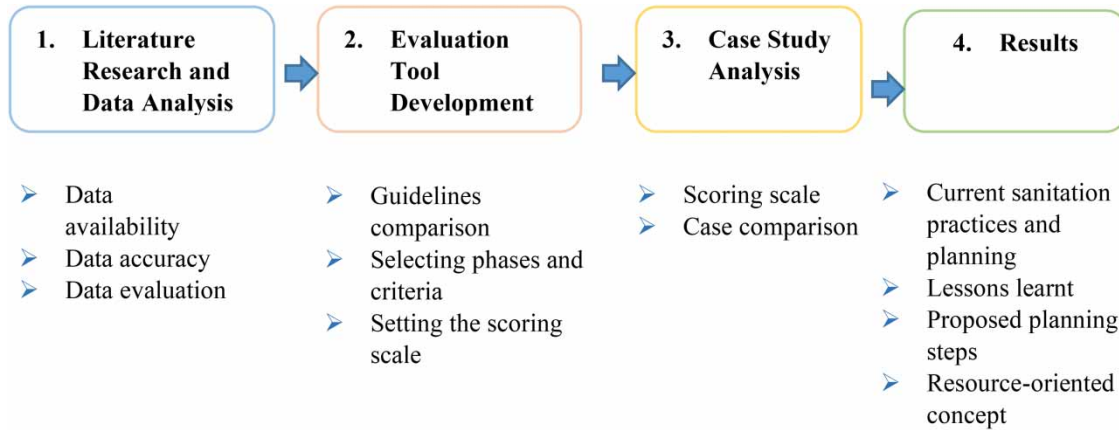 1. Literature
Research and
Data Analysis
2. Evaluation
Tool
Development
3. Case Study
Analysis
4. Results
Data
availability
Data accuracy
Data evaluation
Guidelines
comparison
Selecting phases and
criteria
Setting the scoring
scale
Scoring scale
Case comparison
Current sanitation
practices and
planning
Lessons learnt
Proposed planning
steps
Resource-oriented
concept